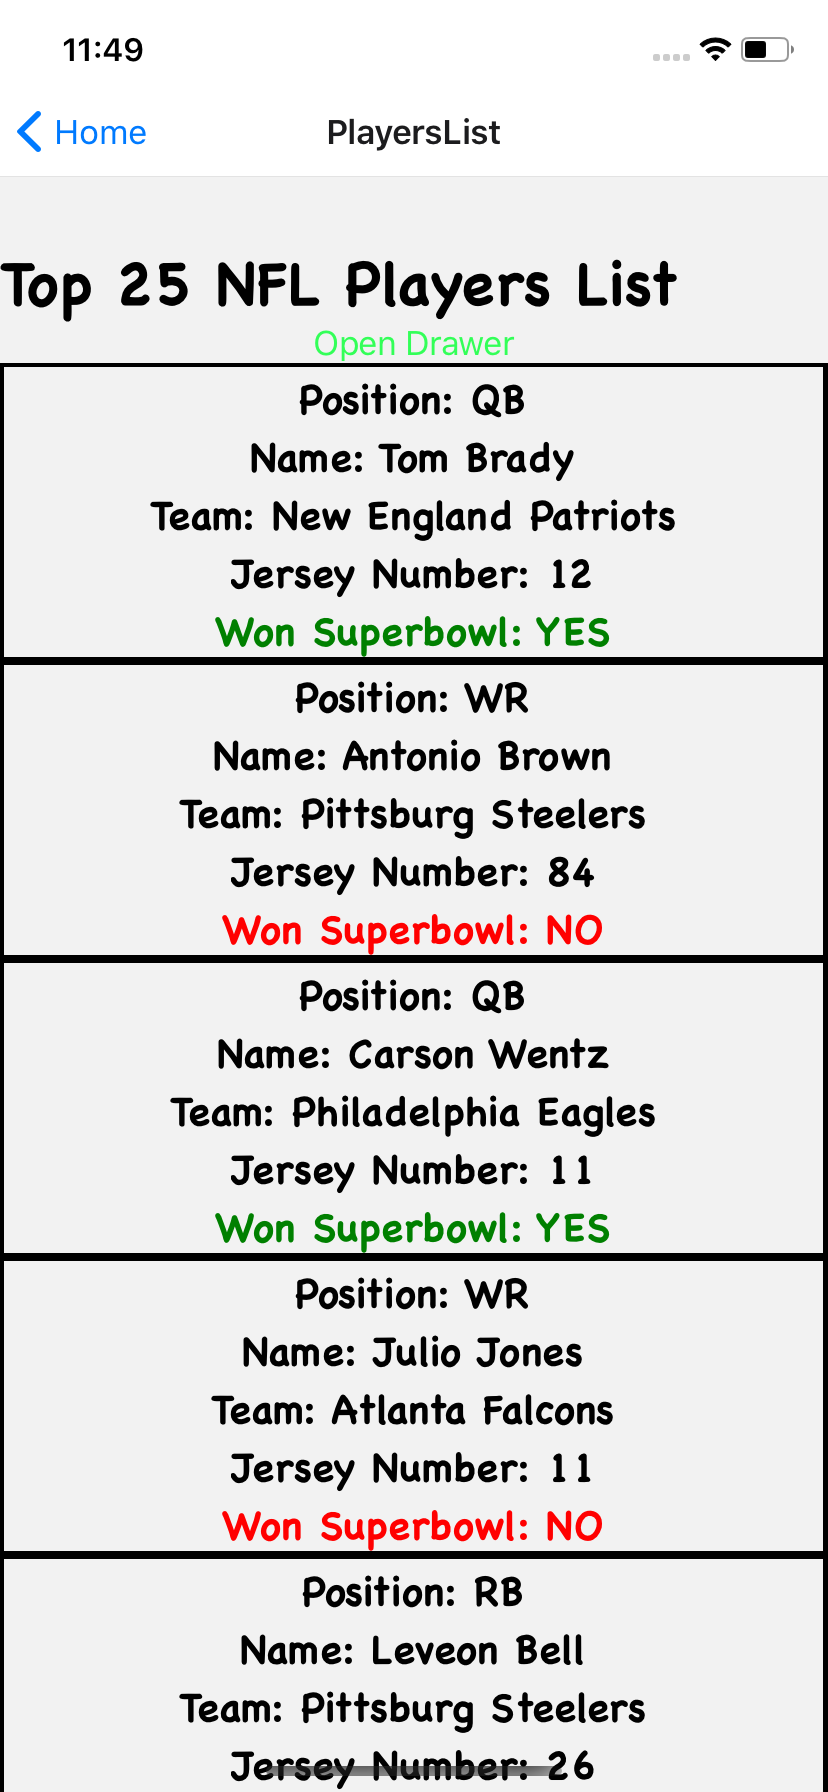 11:49
Home
PlayersList
Top 25 NFL Players List
Open Drawer
Position: QB
Name: Tom Brady
Team: New England Patriots
Jersey Number: 12
Won Superbowl: YES
Position: WR
Name: Antonio Brown
Team: Pittsburg Steelers
Jersey Number: 84
Won Superbowl: NO
Position: QB
Name: Carson Wentz
Team: Philadelphia Eagles
Jersey Number: 11
Won Superbowl: YES
Position: WR
Name: Julio Jones
Team: Atlanta Falcons
Jersey Number: 11
Won Superbowl: NO
Position: RB
Name: Leveon Bell
Team: Pittsburg Steelers
Jersey Number: 26